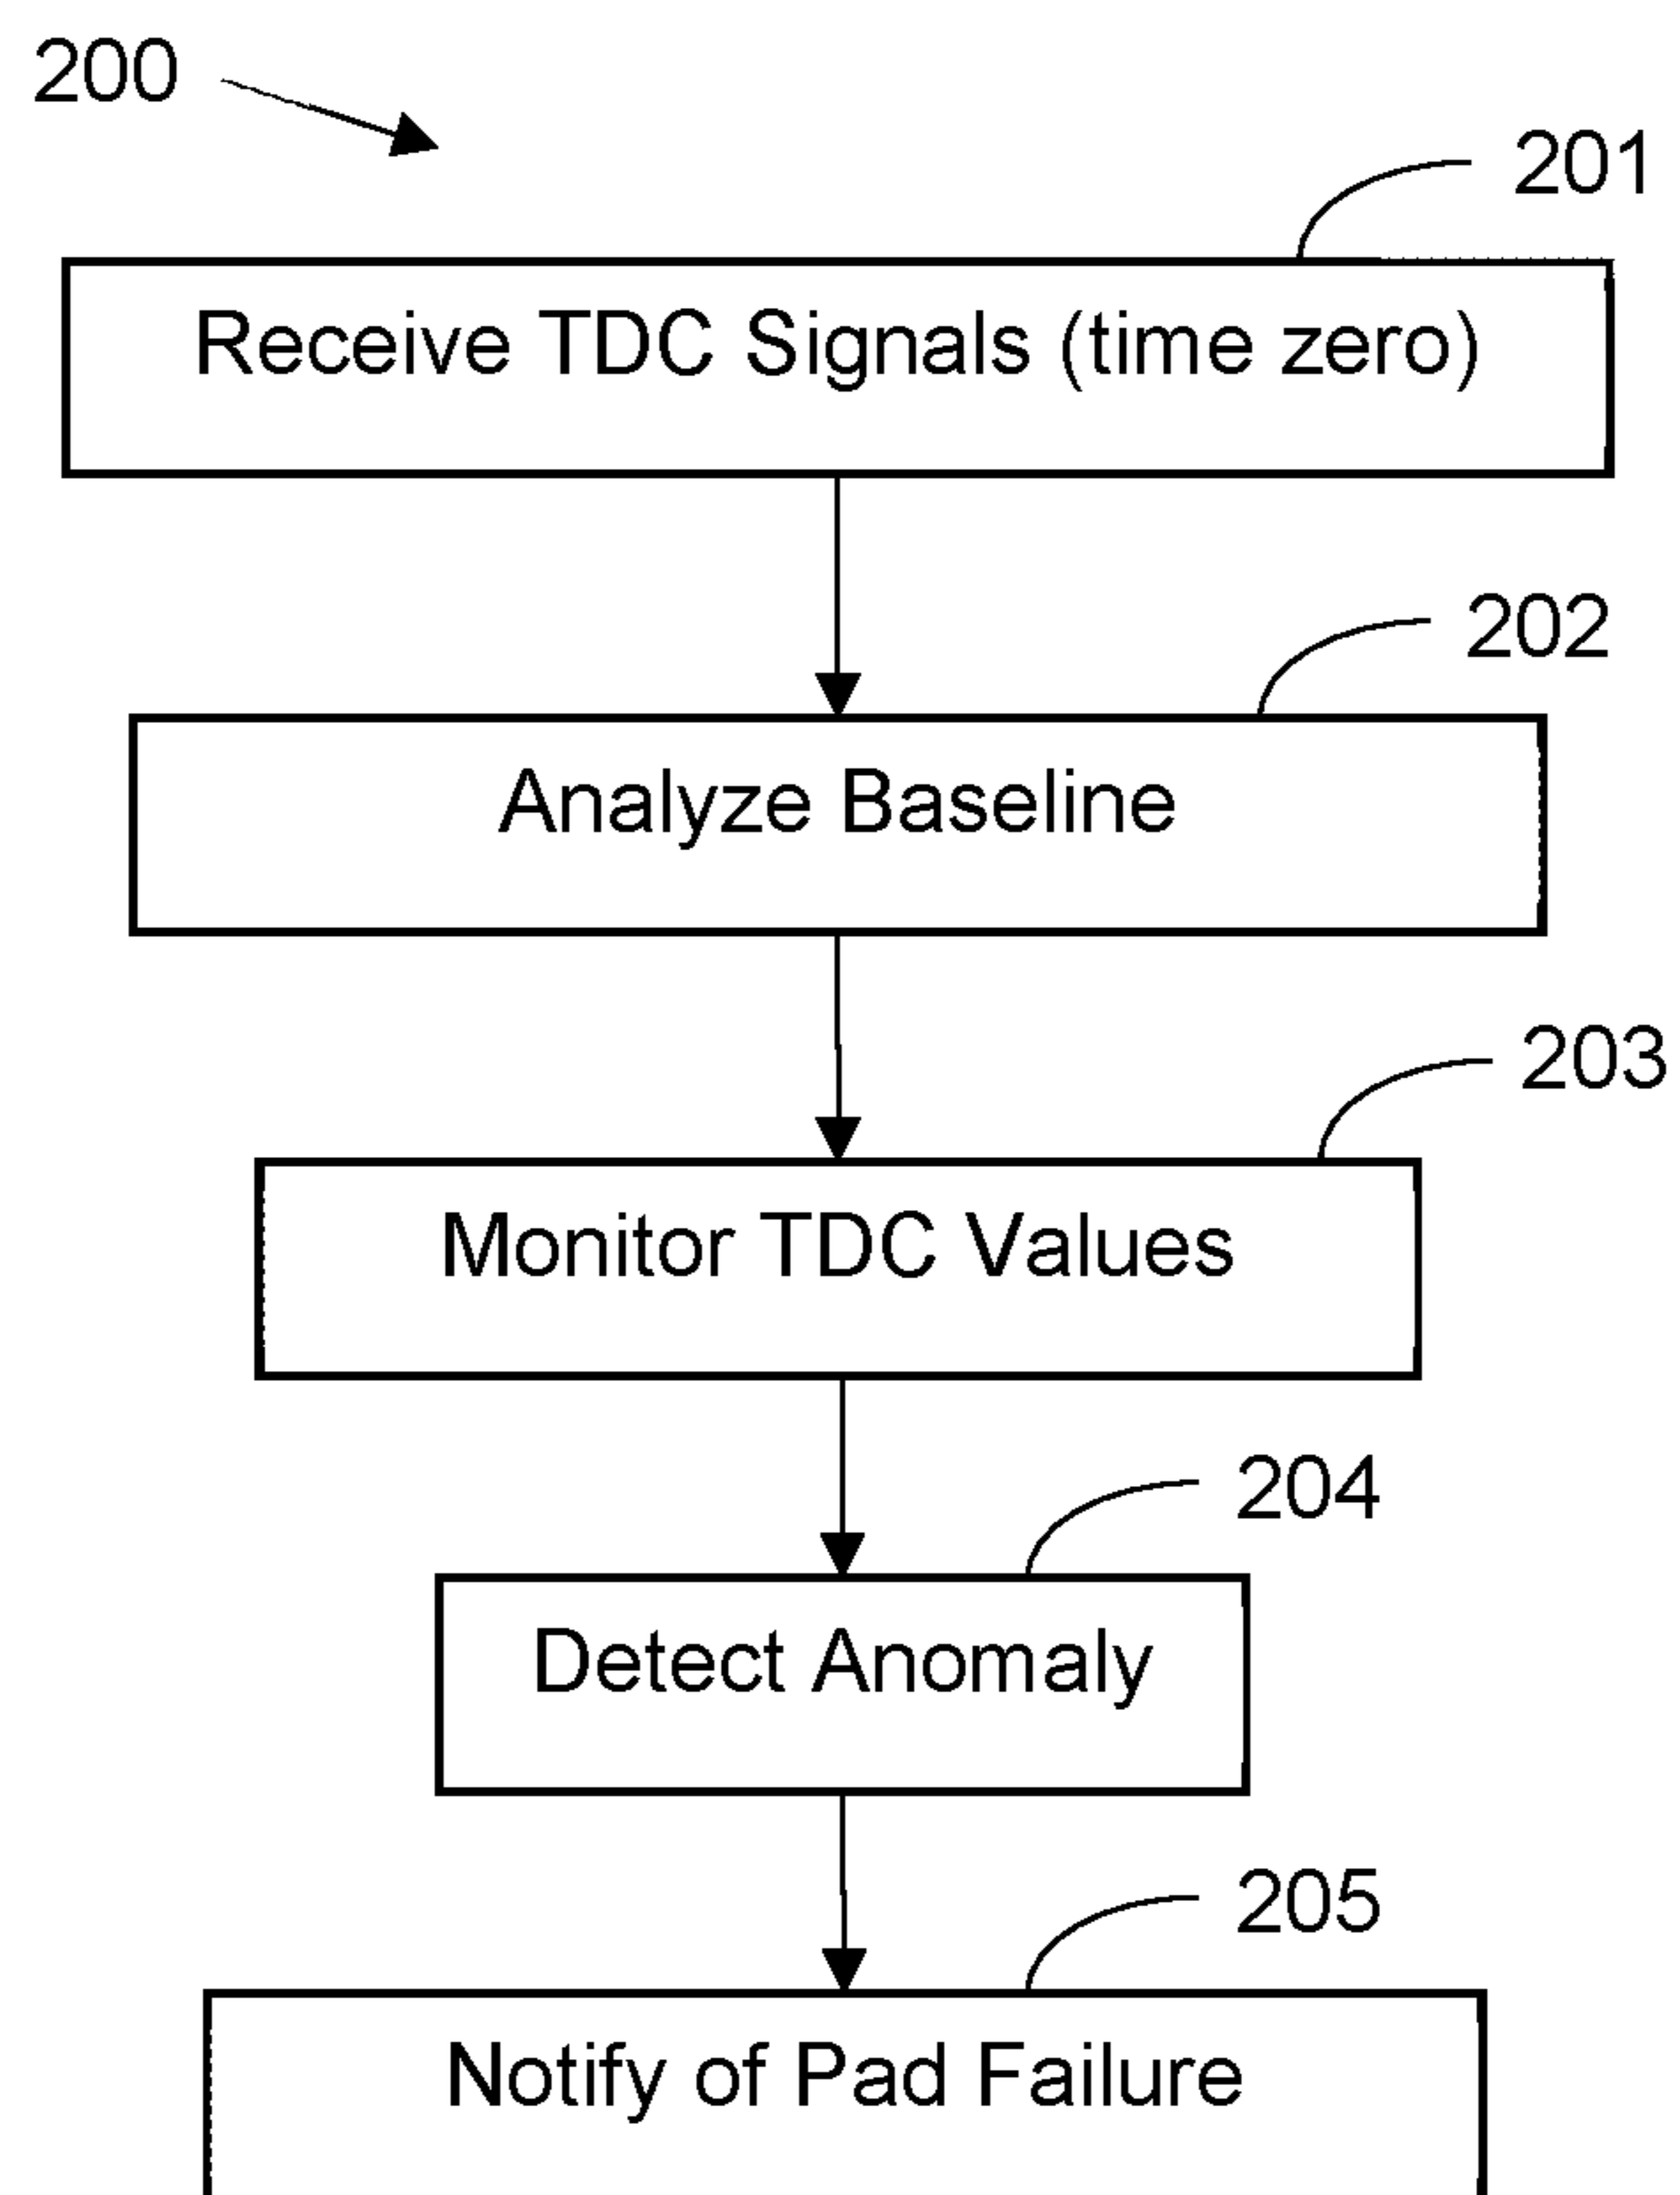 200
201
Receive TDC Signals (time zero)
202
Analyze Baseline
203
Monitor TDC Values
204
Detect Anomaly
205
Notify of Pad Failure